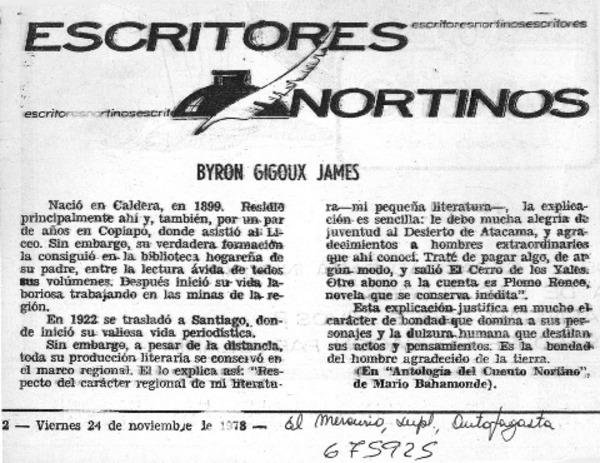 ESCRITORES escritoresnortinosescritores
escritoresnortinosescrito NORTINOS
BYRON GIGOUX JAMES
Nació en Caldera, en 1899. Residió
principalmente ahí y, también, por un par
de años en Copiapó, donde asistió al Li-
ceo. Sin embargo, su verdadera formación
la consiguió en la biblioteca hogareña de
su padre, entre la lectura ávida de todos
sus volúmenes. Después inició su vida la-
boriosa trabajando en las minas de la re-
gión.
En 1922 se trasladó a Santiago, don-
de inició su valiosa vida periodística.
Sin embargo, a pesar de la distancia,
toda su producción literaria se conservó en
el marco regional. El lo explica así: "Res-
pecto del carácter regional de mi literatu-
ra—mi pequeña literatura—, la explica-
ción es sencilla: le debo mucha alegría de
juventud al Desierto de Atacama, y agra-
decimientos a hombres extraordinarios
que ahí conocí. Traté de pagar algo, de al-
gún modo, y salió El Cerro de los Yales.
Otro abono a la cuenta es Plomo Ronco,
novela que se conserva inédita".
Esta explicación justifica en mucho el
carácter de bondad que domina a sus per-
sonajes y la dulzura humana que destilan
sus actos y pensamientos. Es la bondad
del hombre agradecido de la tierra.
(En "Antología del Cuento Nortino",
de Mario Bahamonde).
2 — Viernes 24 de noviembre de 1978 — El Mercurio, supl, Antofagasta
675925